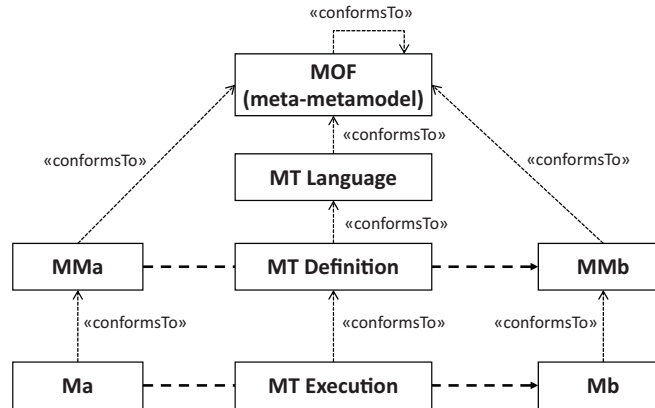 «conformsTo»
MOF
(meta-metamodel)
«conformsTo»
«conformsTo»
«conformsTo»
MT Language
«conformsTo»
MMa
MT Definition
MMb
«conformsTo»
«conformsTo»
«conformsTo»
Ma
MT Execution
Mb